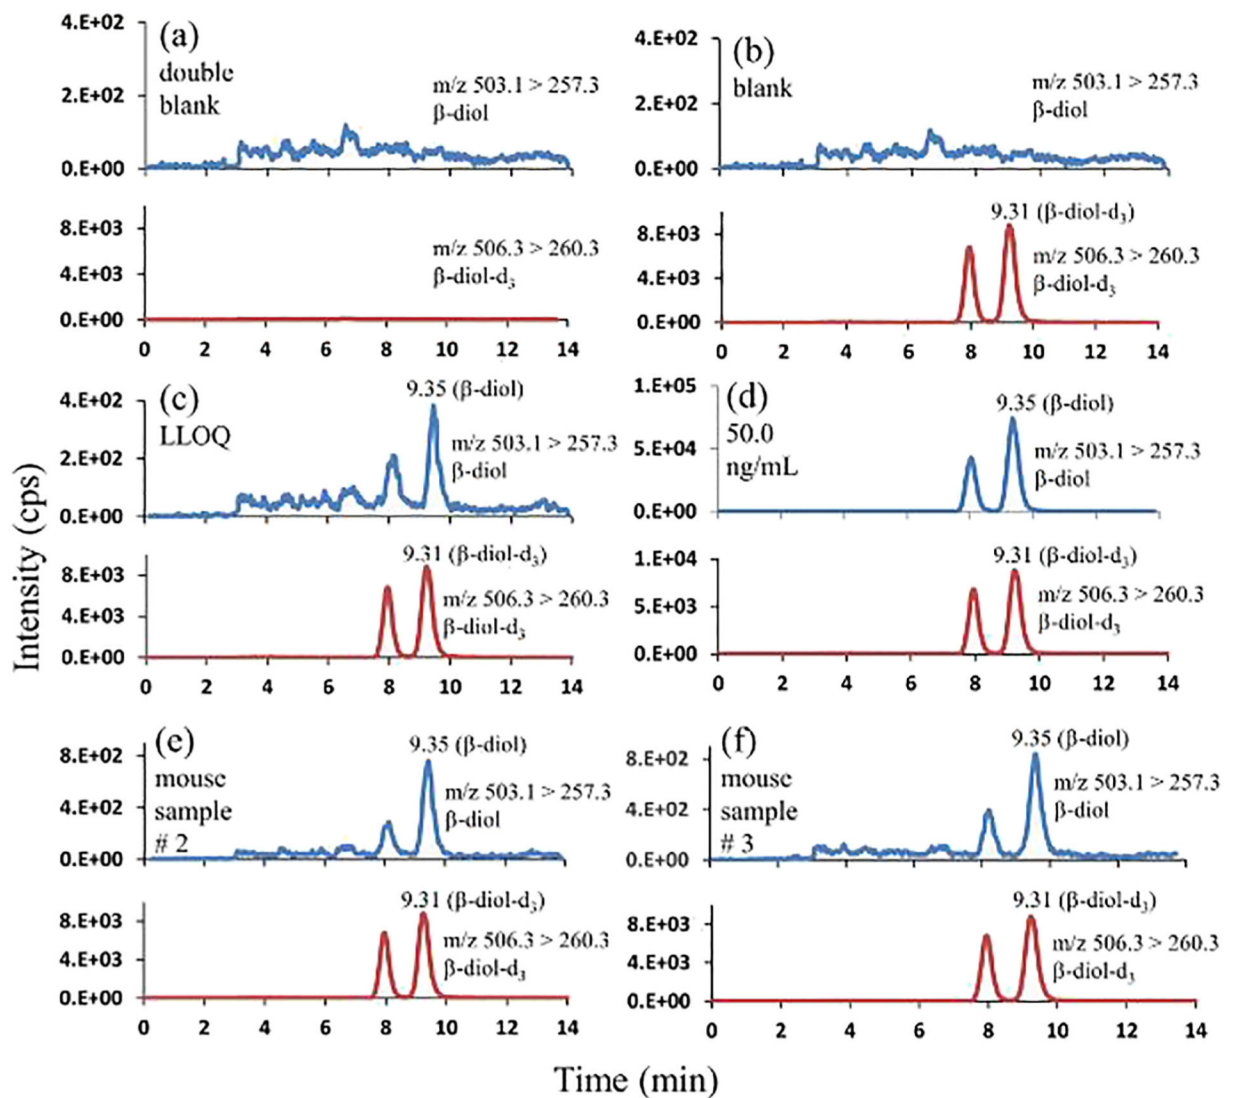 4.E+02
(a)
double
blank
m/z 503.1 > 257.3
β-diol
2.E+02
0.E+00
8.E+03
m/z 506.3 > 260.3
β-diol-d3
4.E+03
0.E+00
0 2 4 6 8 10 12 14
4.E+02
(b)
blank
m/z 503.1 > 257.3
β-diol
2.E+02
0.E+00
9.31 (β-diol-d3)
8.E+03
m/z 506.3 > 260.3
β-diol-d3
4.E+03
0.E+00
0 2 4 6 8 10 12 14
9.35 (β-diol)
4.E+02
(c)
LLOQ
m/z 503.1 > 257.3
β-diol
2.E+02
0.E+00
9.31 (β-diol-d3)
8.E+03
m/z 506.3 > 260.3
β-diol-d3
4.E+03
0.E+00
0 2 4 6 8 10 12 14
1.E+05
(d)
50.0
ng/mL
9.35 (β-diol)
m/z 503.1 > 257.3
β-diol
5.E+04
0.E+00
1.E+04
9.31 (β-diol-d3)
m/z 506.3 > 260.3
β-diol-d3
5.E+03
0.E+00
0 2 4 6 8 10 12 14
Intensity (cps)
(e)
mouse
sample
# 2
9.35 (β-diol)
8.E+02
m/z 503.1 > 257.3
β-diol
4.E+02
0.E+00
9.31 (β-diol-d3)
8.E+03
m/z 506.3 > 260.3
β-diol-d3
4.E+03
0.E+00
0 2 4 6 8 10 12 14
(f)
mouse
sample
# 3
9.35 (β-diol)
8.E+02
m/z 503.1 > 257.3
β-diol
4.E+02
0.E+00
9.31 (β-diol-d3)
8.E+03
m/z 506.3 > 260.3
β-diol-d3
4.E+03
0.E+00
0 2 4 6 8 10 12 14
Time (min)